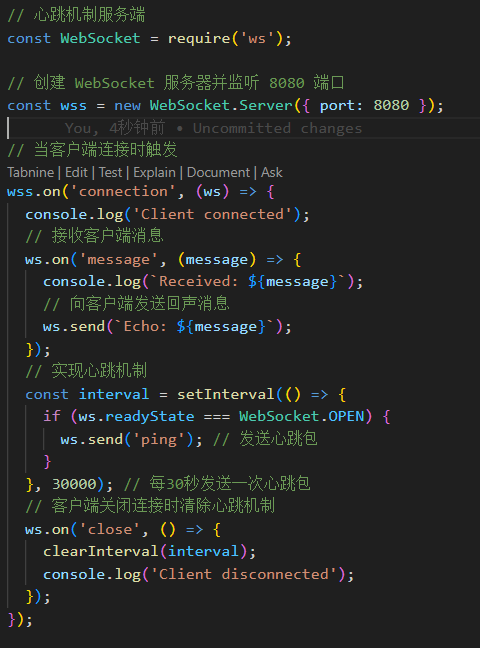 // 心跳机制服务端
const WebSocket = require('ws');
// 创建 WebSocket 服务器并监听 8080 端口
const wss = new WebSocket.Server({ port: 8080 });
You, 4秒钟前 • Uncommitted changes
// 当客户端连接时触发
Tabnine | Edit | Test | Explain | Document | Ask
wss.on('connection', (ws) => {
  console.log('Client connected');
  // 接收客户端消息
  ws.on('message', (message) => {
    console.log(`Received: ${message}`);
    // 向客户端发送回声消息
    ws.send(`Echo: ${message}`);
  });
  // 实现心跳机制
  const interval = setInterval(() => {
    if (ws.readyState === WebSocket.OPEN) {
      ws.send('ping'); // 发送心跳包
    }
  }, 30000); // 每30秒发送一次心跳包
  // 客户端关闭连接时清除心跳机制
  ws.on('close', () => {
    clearInterval(interval);
    console.log('Client disconnected');
  });
});